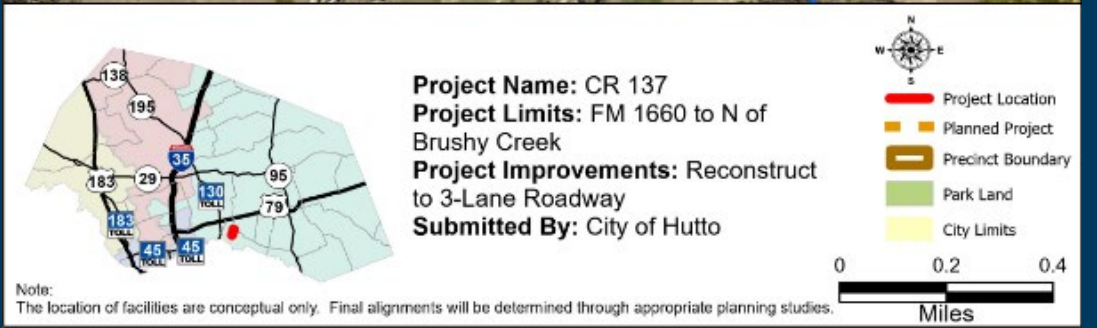 138
195
35
183
29
130
TOLL
95
79
183
TOLL
45
TOLL
45
TOLL
Project Name: CR 137
Project Limits: FM 1660 to N of
Brushy Creek
Project Improvements: Reconstruct
to 3-Lane Roadway
Submitted By: City of Hutto
N
W
E
S
Project Location
Planned Project
Precinct Boundary
Park Land
City Limits
0 0.2 0.4
Miles
Note:
The location of facilities are conceptual only. Final alignments will be determined through appropriate planning studies.